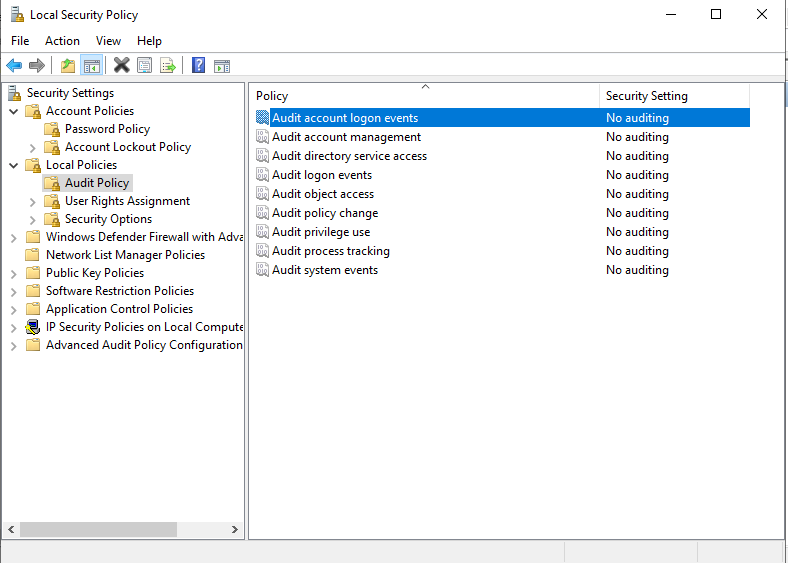 Local Security Policy
File Action View Help
Security Settings
Account Policies
Password Policy
Account Lockout Policy
Local Policies
Audit Policy
User Rights Assignment
Security Options
Windows Defender Firewall with Adva
Network List Manager Policies
Public Key Policies
Software Restriction Policies
Application Control Policies
IP Security Policies on Local Compute
Advanced Audit Policy Configuration
Policy Security Setting
Audit account logon events No auditing
Audit account management No auditing
Audit directory service access No auditing
Audit logon events No auditing
Audit object access No auditing
Audit policy change No auditing
Audit privilege use No auditing
Audit process tracking No auditing
Audit system events No auditing